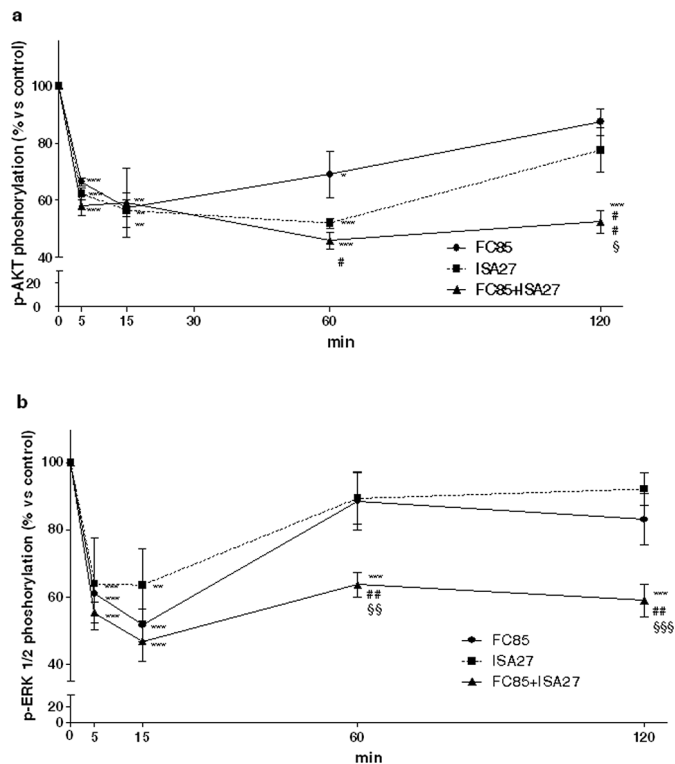 a
p-AKT phoshorylation (% vs control)
100
80
60
40
20
0
***
***
***
**
**
**
*
***
***
#
***
#
#
§
FC85
ISA27
FC85+ISA27
0 5 15 30 60 120
min
b
p-ERK 1/2 phoshorylation (% vs control)
100
80
60
40
20
0
***
***
***
**
***
***
***
##
§§
***
##
§§§
FC85
ISA27
FC85+ISA27
0 5 15 60 120
min